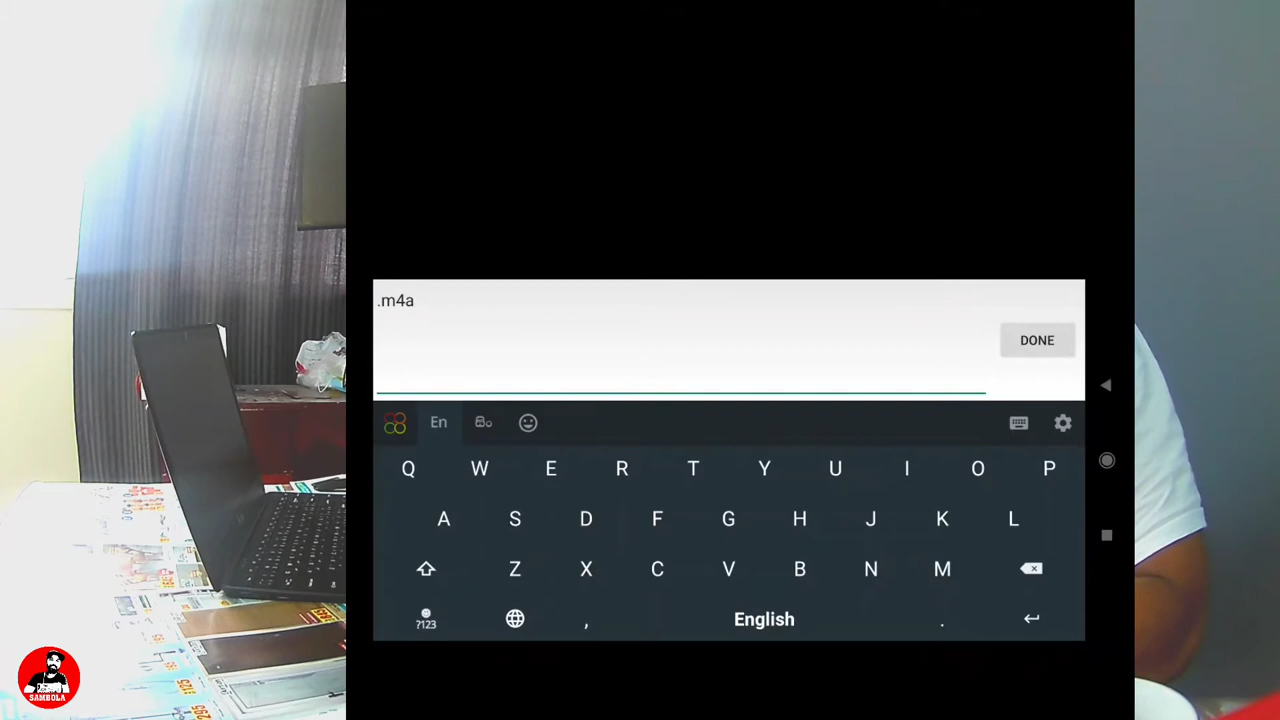 .m4a
DONE
En
Q W E R T Y U I O P
A S D F G H J K L
Z X C V B N M
?123 , English .
SAMBOLA